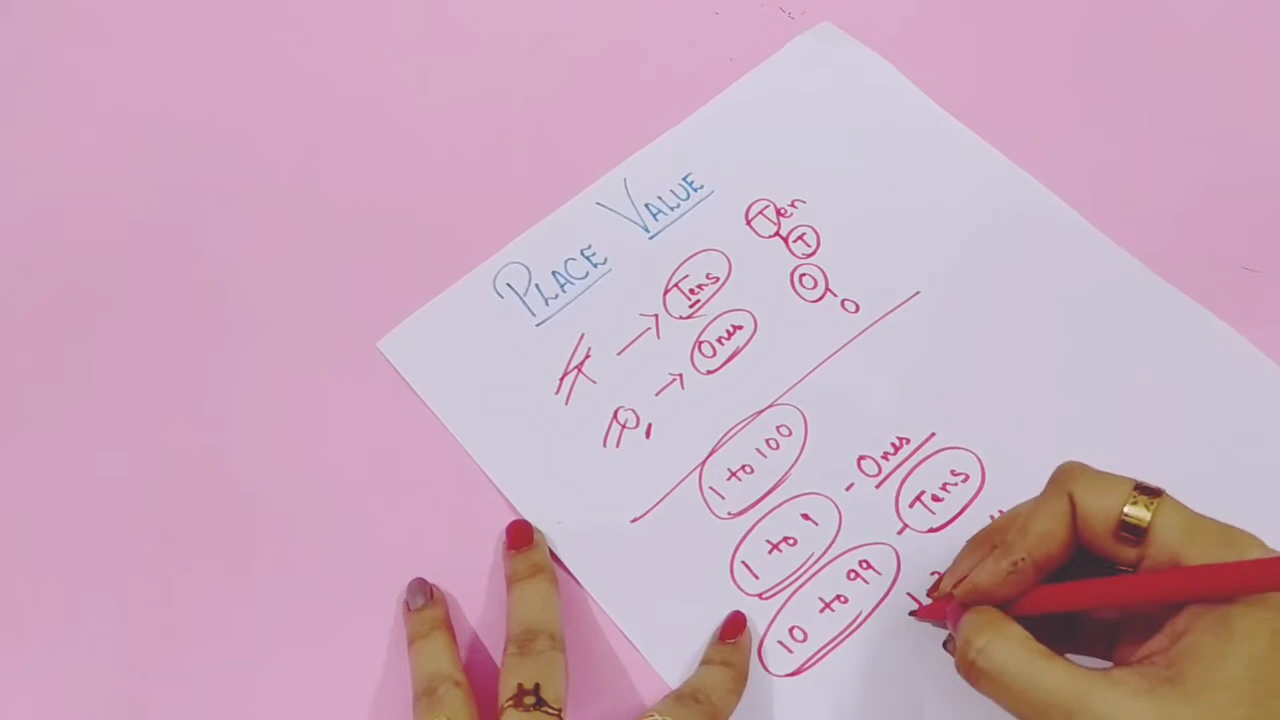 PLACE VALUE
Ten
T
O
O
T → Tens
O → Ones
1 to 100
1 to 9 - Ones
10 to 99 - Tens